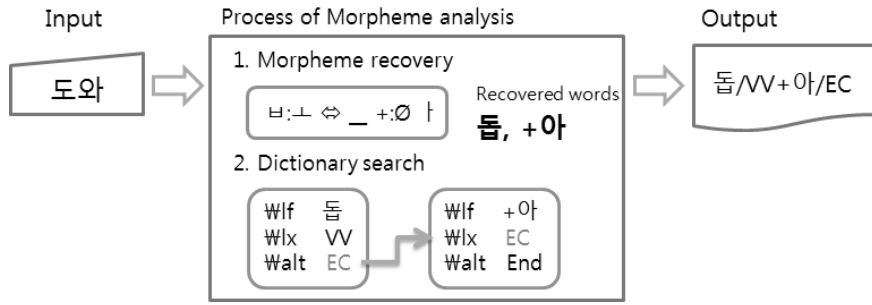 Input
Process of Morpheme analysis
Output
도와
1. Morpheme recovery
ㅂ:ㅗ ⇔ _ +:Ø ㅏ
Recovered words
돕, +아
2. Dictionary search
₩lf 돕
₩lx VV
₩alt EC
₩lf +아
₩lx EC
₩alt End
돕/VV+아/EC